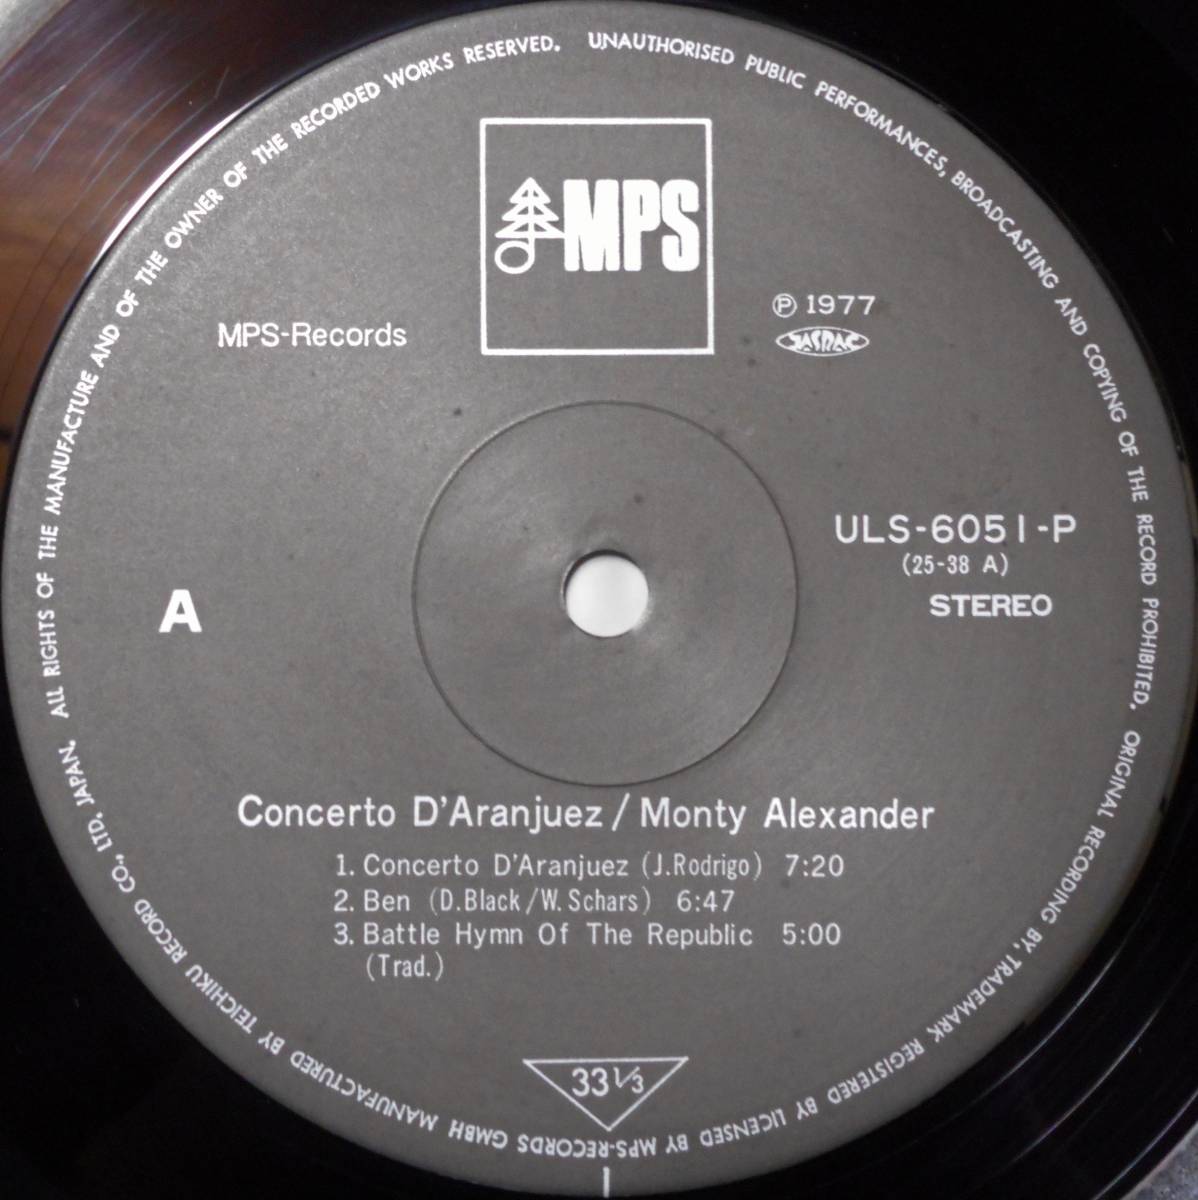 ALL RIGHTS OF THE MANUFACTURE AND OF THE OWNER OF THE RECORDED WORKS RESERVED. UNAUTHORISED PUBLIC PERFORMANCES, BROADCASTING AND COPYING OF THE RECORD PROHIBITED. ORIGINAL RECORDING BY, TRADEMARK REGISTERED BY LICENSED BY MPS-RECORDS GMBH MANUFACTURED BY TEICHIKU RECORD CO., LTD. JAPAN.
MPS
MPS-Records
Ⓟ 1977
JASRAC
ULS-6051-P
(25-38 A)
STEREO
A
Concerto D'Aranjuez / Monty Alexander
1. Concerto D'Aranjuez (J.Rodrigo) 7:20
2. Ben (D.Black/W.Schars) 6:47
3. Battle Hymn Of The Republic 5:00
(Trad.)
33 1/3